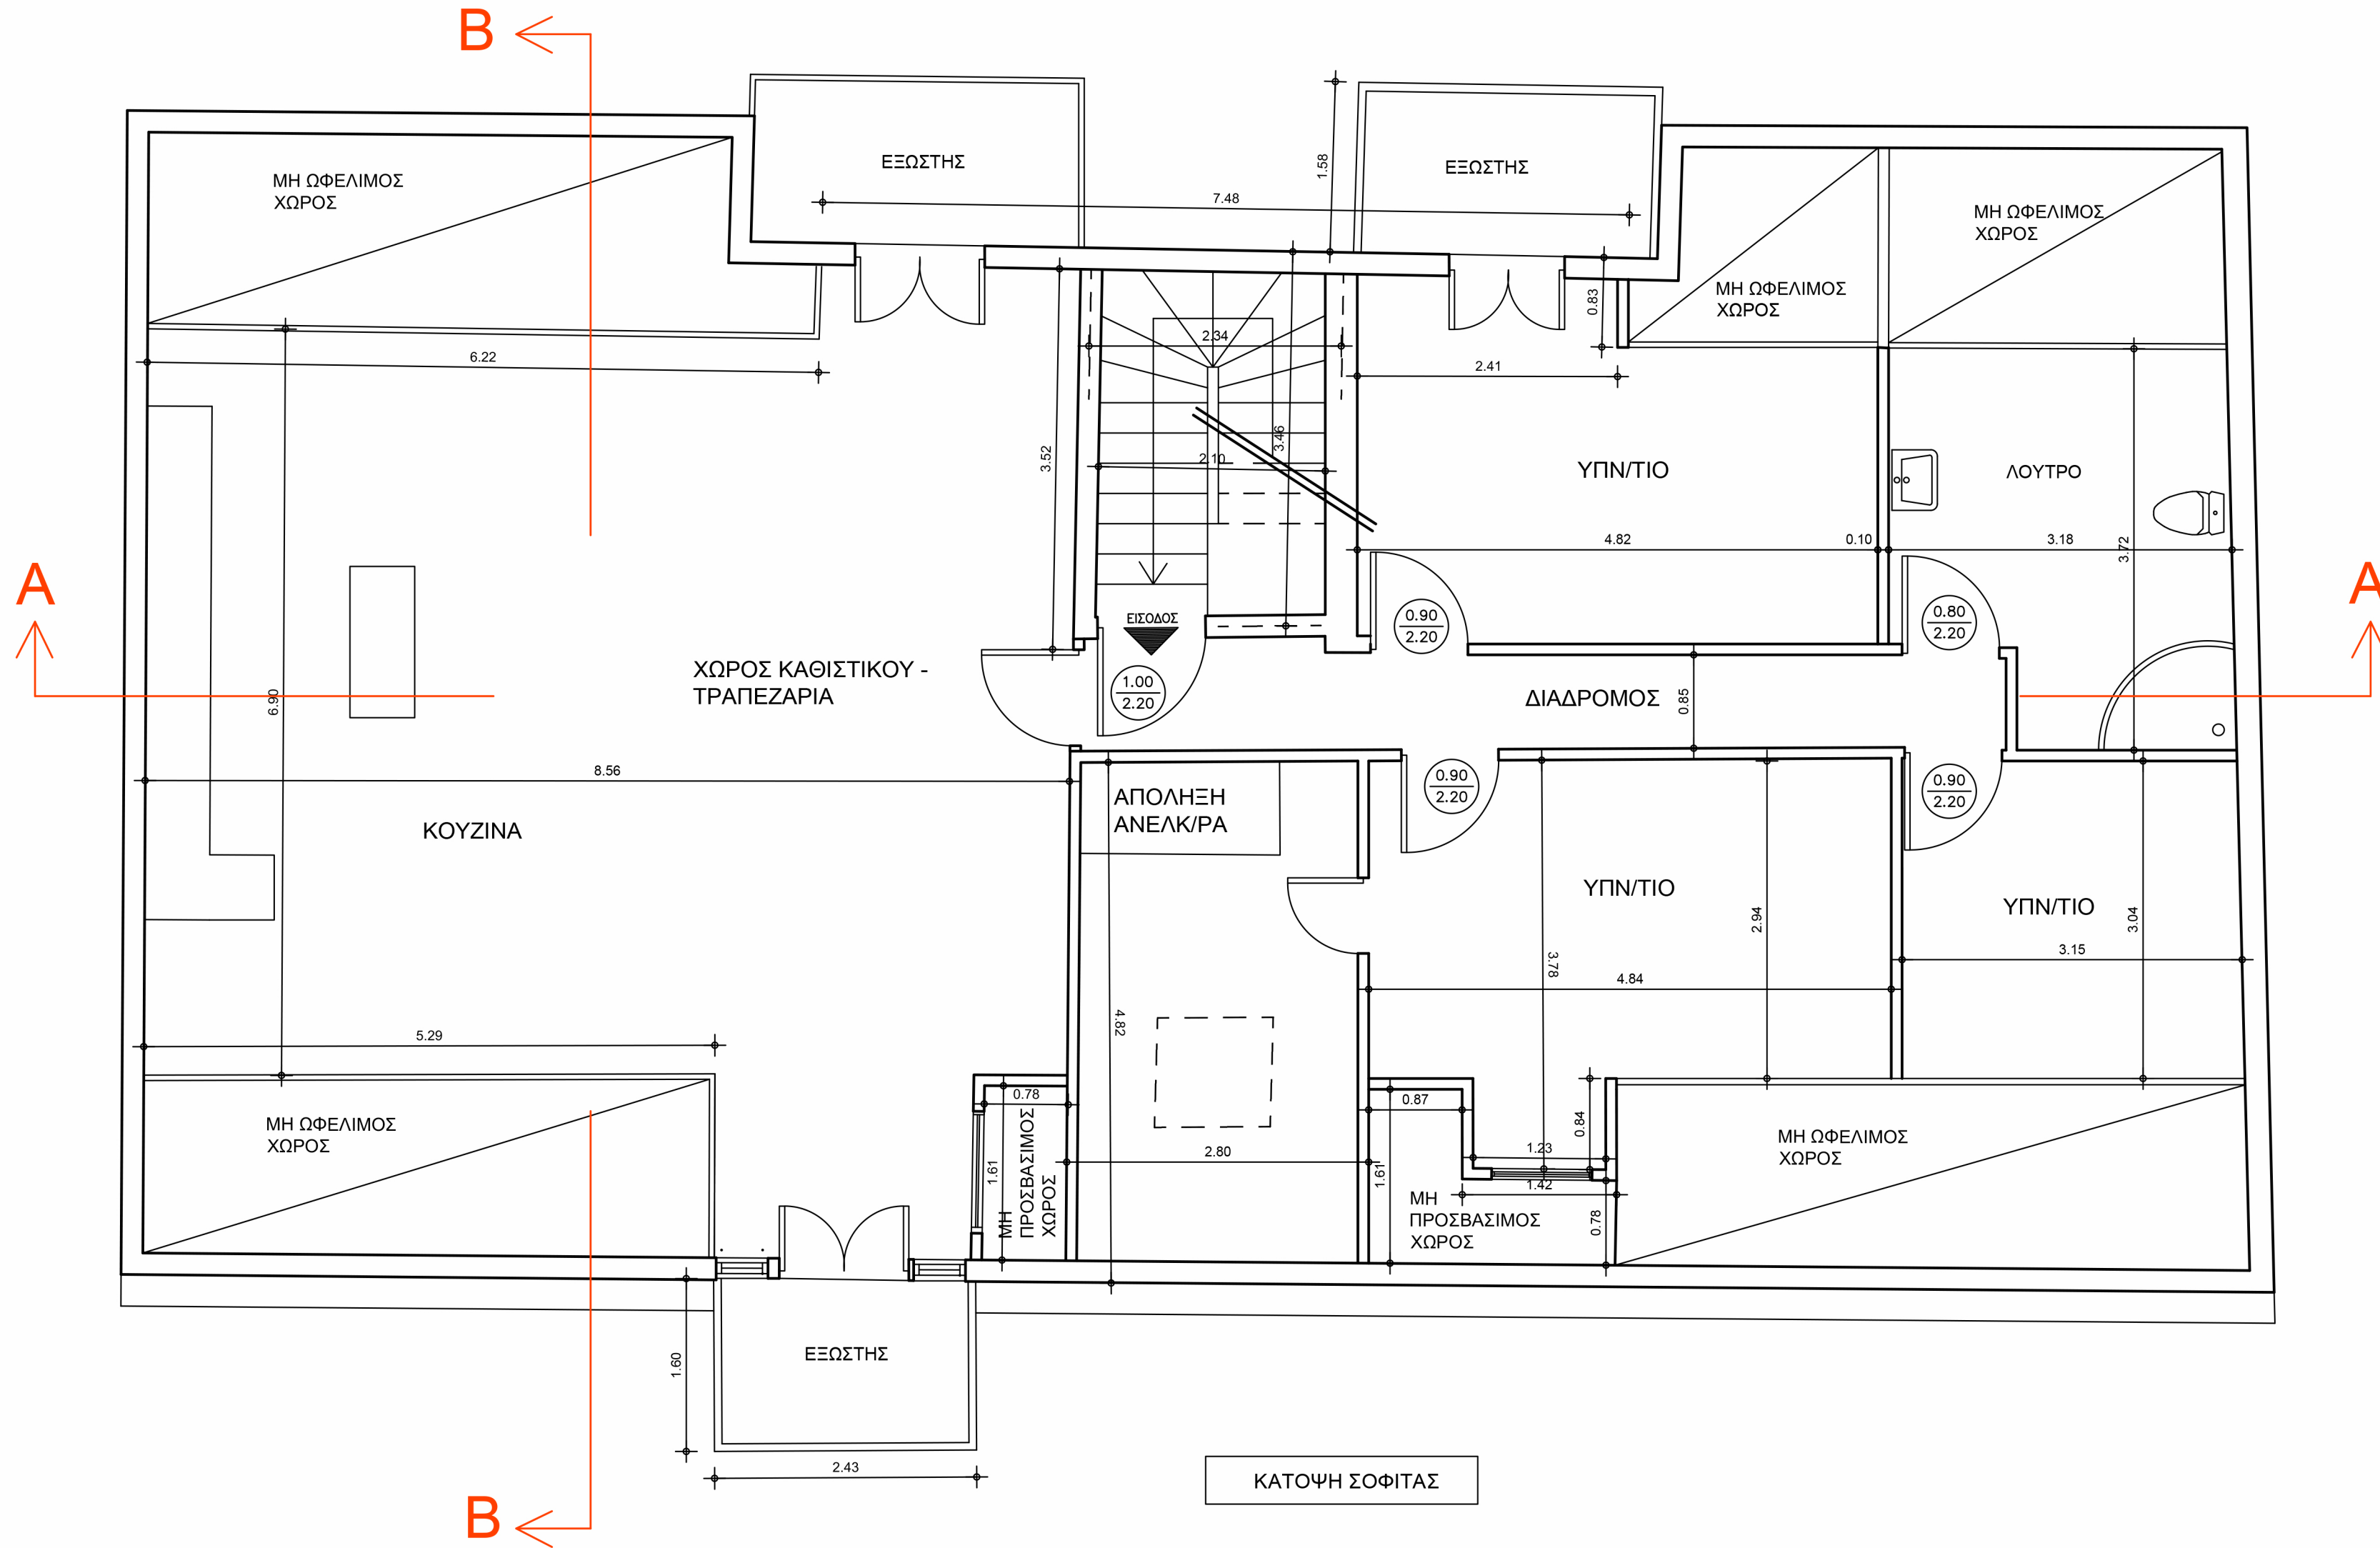 B
ΕΞΩΣΤΗΣ
ΕΞΩΣΤΗΣ
1.58
ΜΗ ΩΦΕΛΙΜΟΣ
ΧΩΡΟΣ
7.48
ΜΗ ΩΦΕΛΙΜΟΣ
ΧΩΡΟΣ
ΜΗ ΩΦΕΛΙΜΟΣ
ΧΩΡΟΣ
0.83
2.34
6.22
2.41
3.52
3.46
2.10
ΥΠΝ/ΤΙΟ
ΛΟΥΤΡΟ
4.82
0.10
3.18
3.72
A
A
ΕΙΣΟΔΟΣ
0.90
2.20
0.80
2.20
ΧΩΡΟΣ ΚΑΘΙΣΤΙΚΟΥ -
ΤΡΑΠΕΖΑΡΙΑ
1.00
2.20
ΔΙΑΔΡΟΜΟΣ
0.85
6.90
8.56
0.90
2.20
0.90
2.20
ΑΠΟΛΗΞΗ
ΑΝΕΛΚ/ΡΑ
ΚΟΥΖΙΝΑ
ΥΠΝ/ΤΙΟ
ΥΠΝ/ΤΙΟ
2.94
3.04
3.15
3.78
4.84
4.82
5.29
0.78
0.87
0.84
ΜΗ ΩΦΕΛΙΜΟΣ
ΧΩΡΟΣ
ΜΗ
ΠΡΟΣΒΑΣΙΜΟΣ
ΧΩΡΟΣ
1.61
2.80
1.61
1.23
1.42
ΜΗ ΩΦΕΛΙΜΟΣ
ΧΩΡΟΣ
ΜΗ
ΠΡΟΣΒΑΣΙΜΟΣ
ΧΩΡΟΣ
0.78
1.60
ΕΞΩΣΤΗΣ
2.43
ΚΑΤΟΨΗ ΣΟΦΙΤΑΣ
B